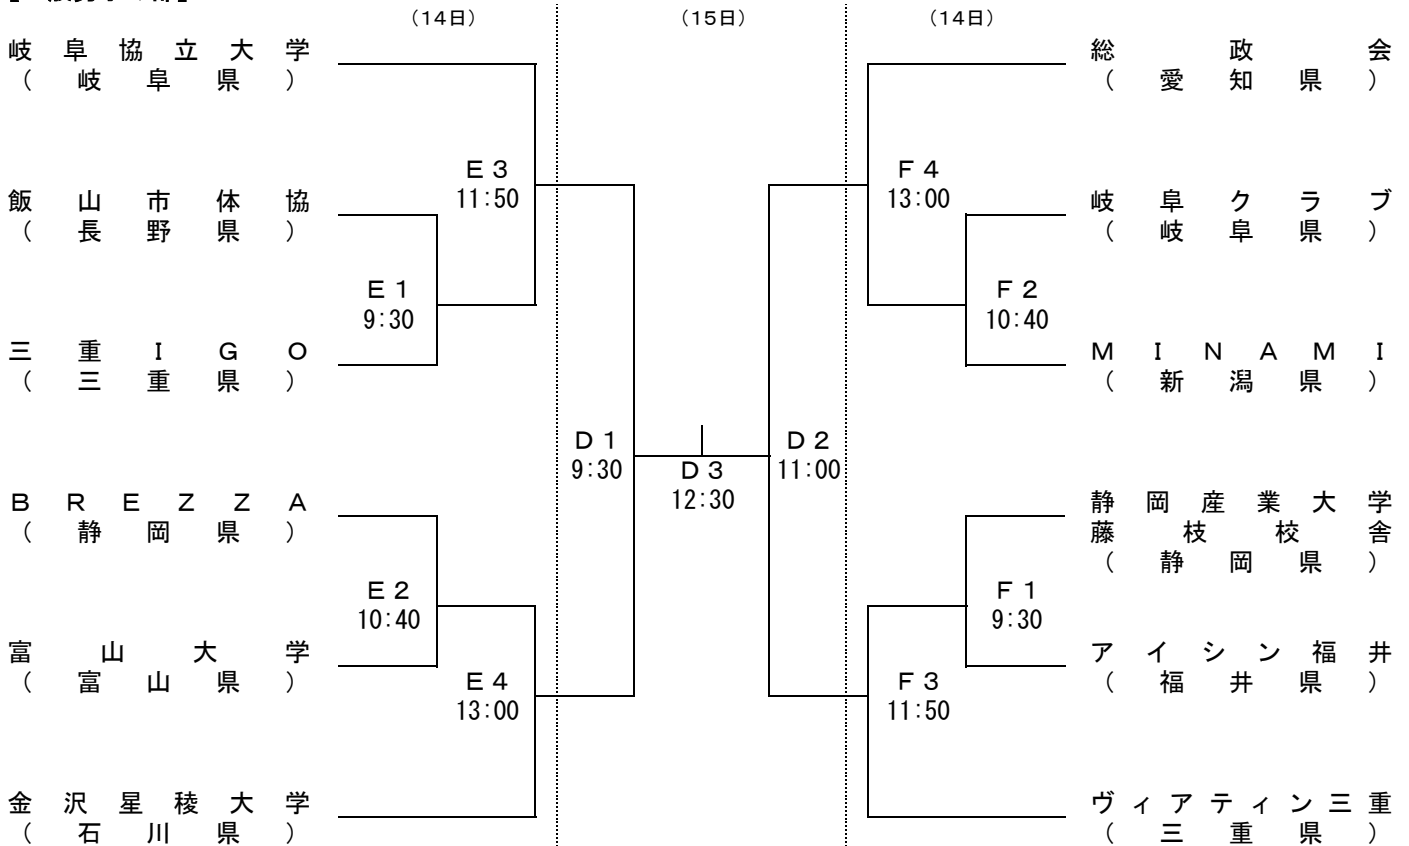 （14日）
（15日）
（14日）
岐阜協立大学
（岐阜県）
E3
11:50
飯山市体協
（長野県）
E1
9:30
三重IGO
（三重県）
BREZZA
（静岡県）
E2
10:40
富山大学
（富山県）
E4
13:00
金沢星稜大学
（石川県）
D1
9:30
D3
12:30
D2
11:00
総政会
（愛知県）
F4
13:00
岐阜クラブ
（岐阜県）
F2
10:40
MINAMI
（新潟県）
静岡産業大学
藤枝校舎
（静岡県）
F1
9:30
アイシン福井
（福井県）
F3
11:50
ヴィアティン三重
（三重県）